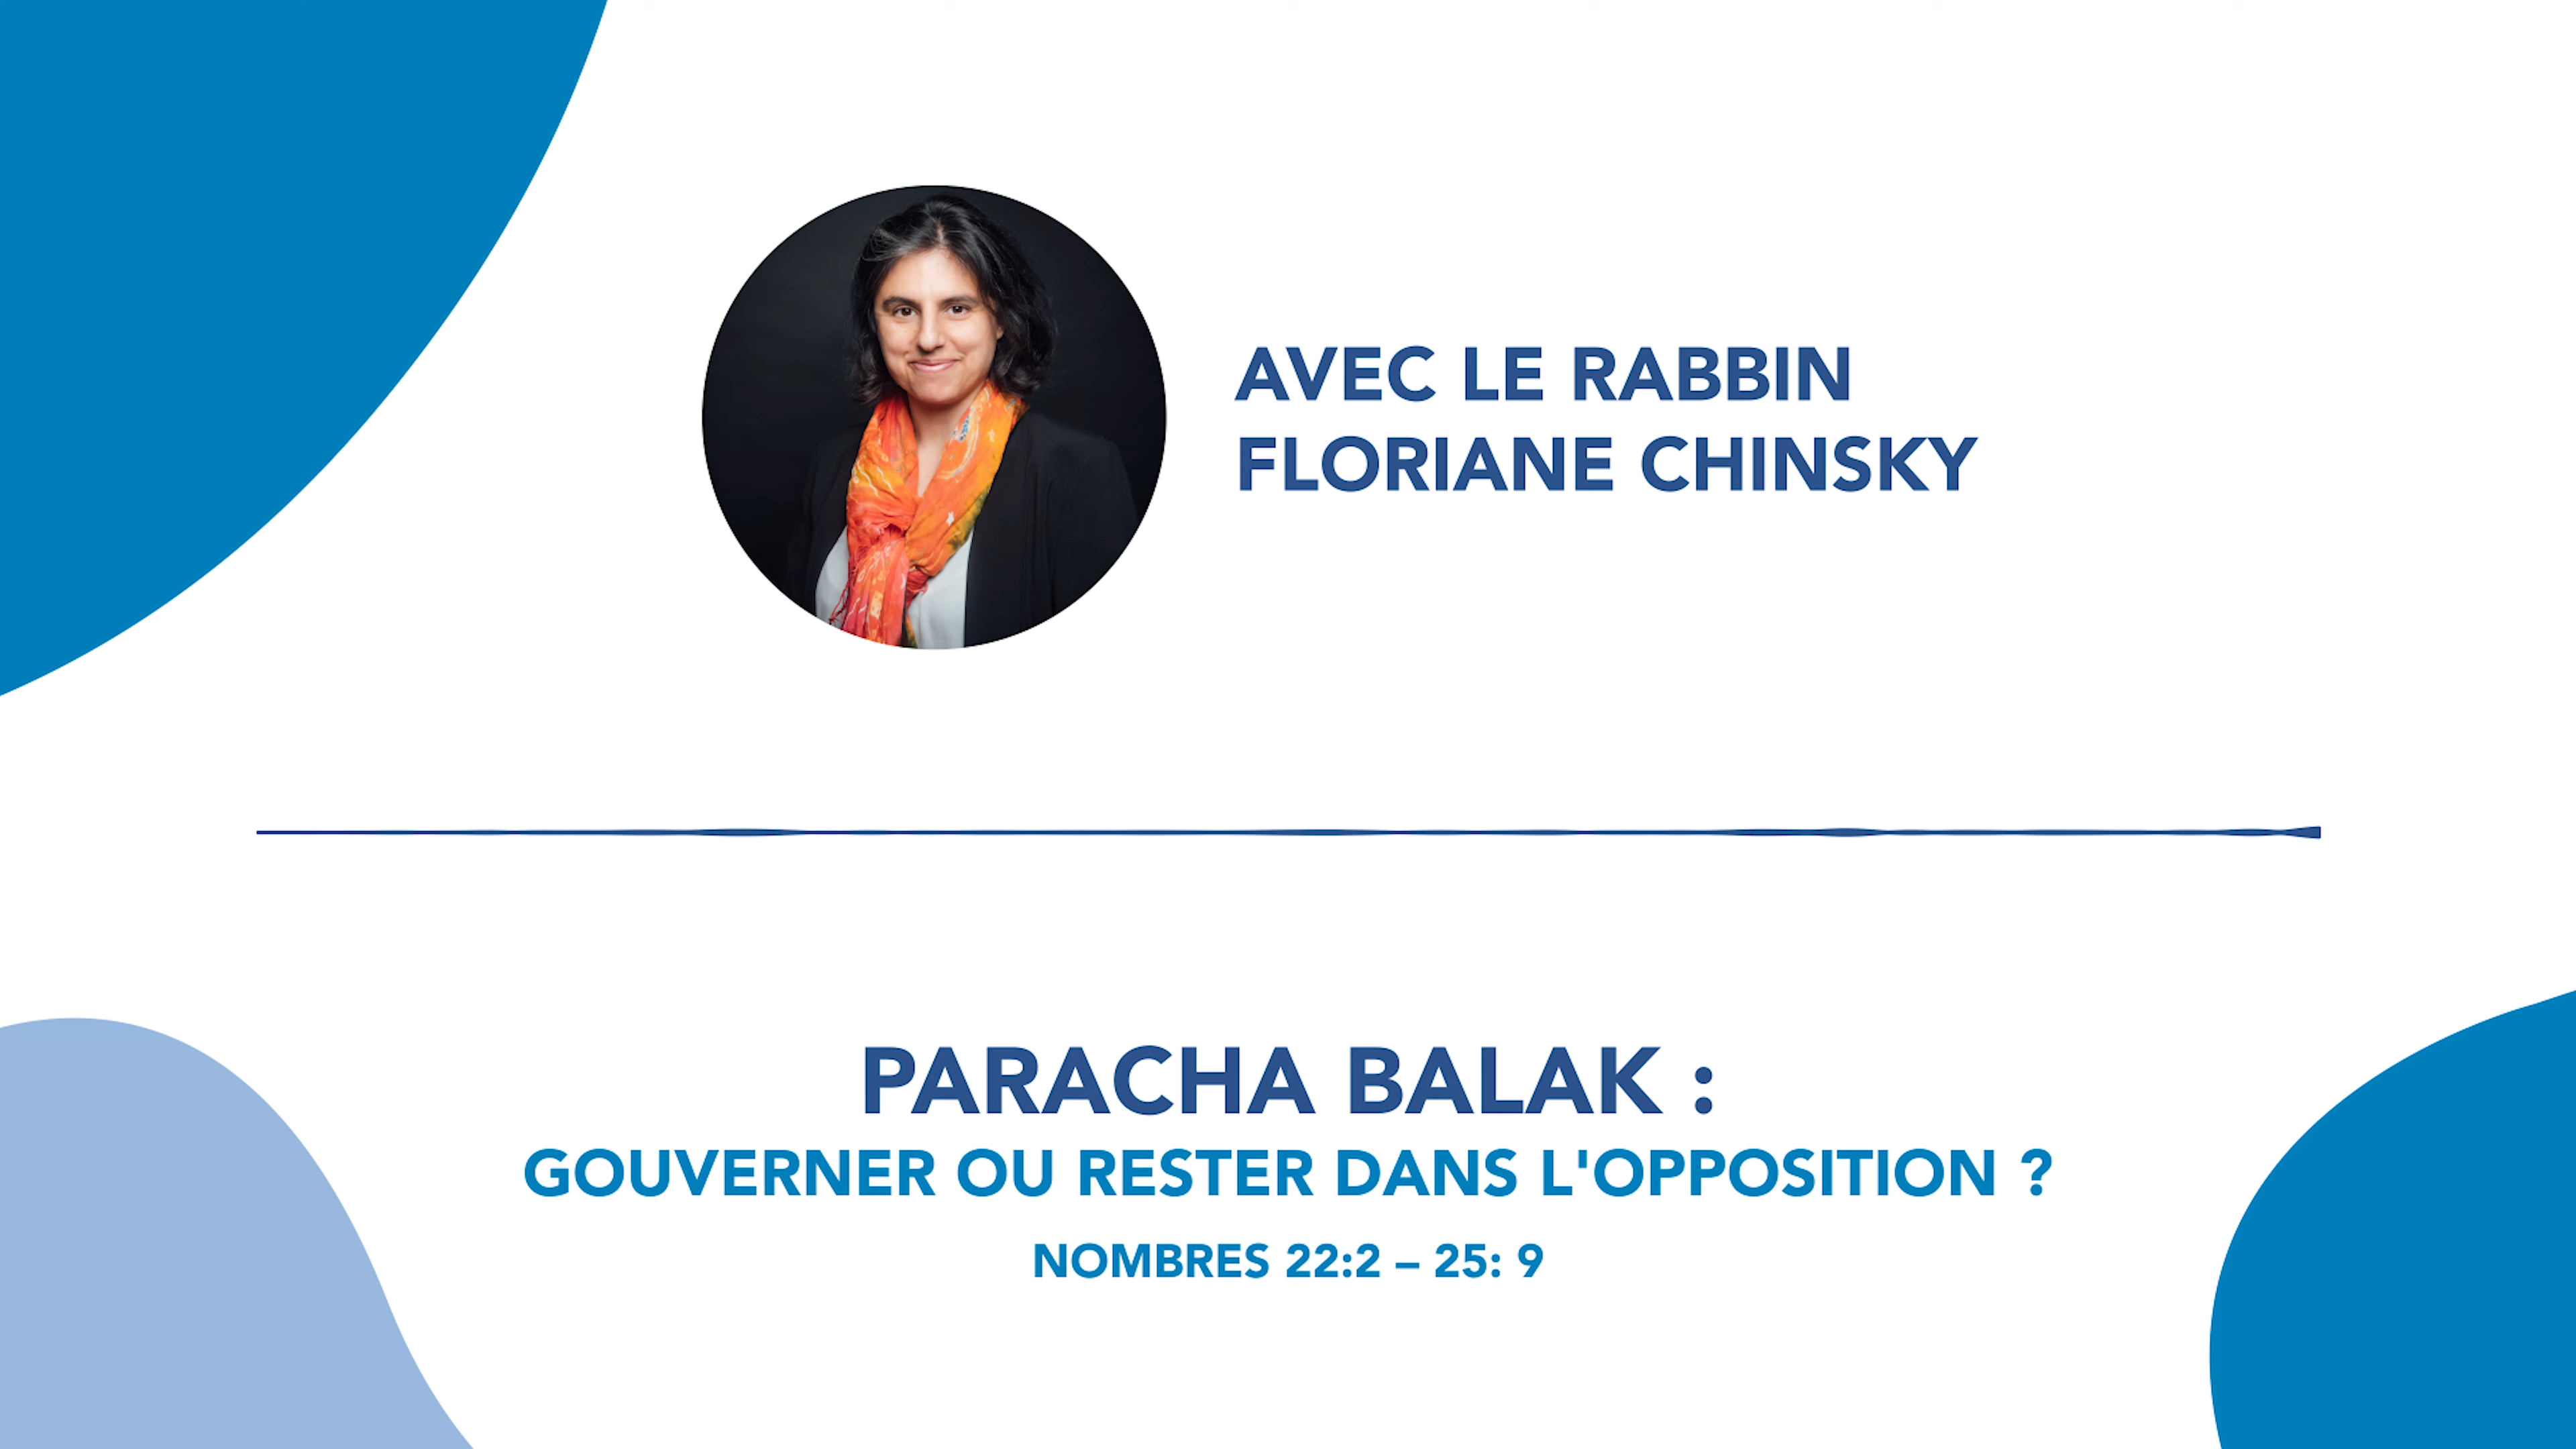 AVEC LE RABBIN
FLORIANE CHINSKY
PARACHA BALAK :
GOUVERNER OU RESTER DANS L'OPPOSITION ?
NOMBRES 22:2 – 25: 9